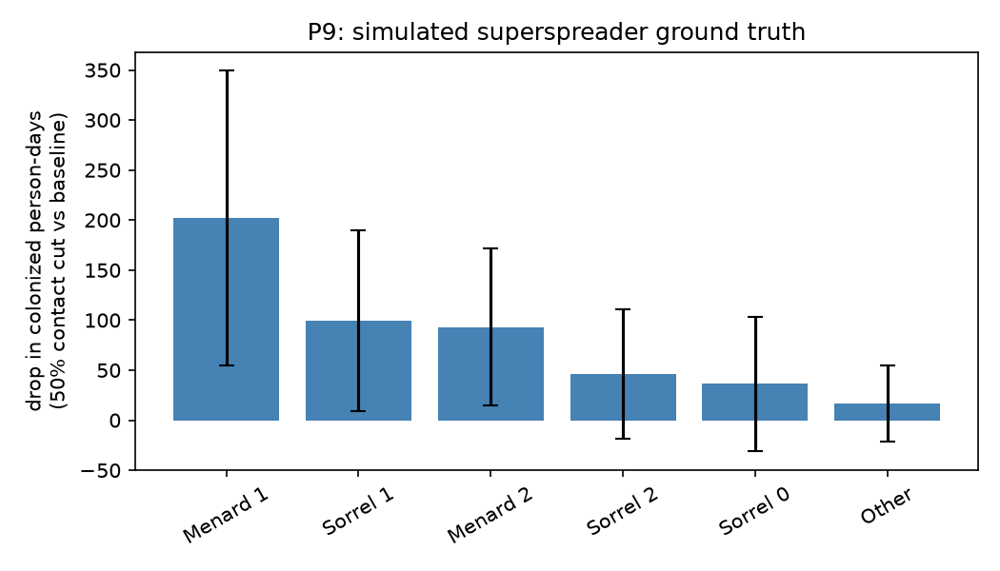 P9: simulated superspreader ground truth
drop in colonized person-days
(50% contact cut vs baseline)
350
300
250
200
150
100
50
0
−50
Menard 1
Sorrel 1
Menard 2
Sorrel 2
Sorrel 0
Other